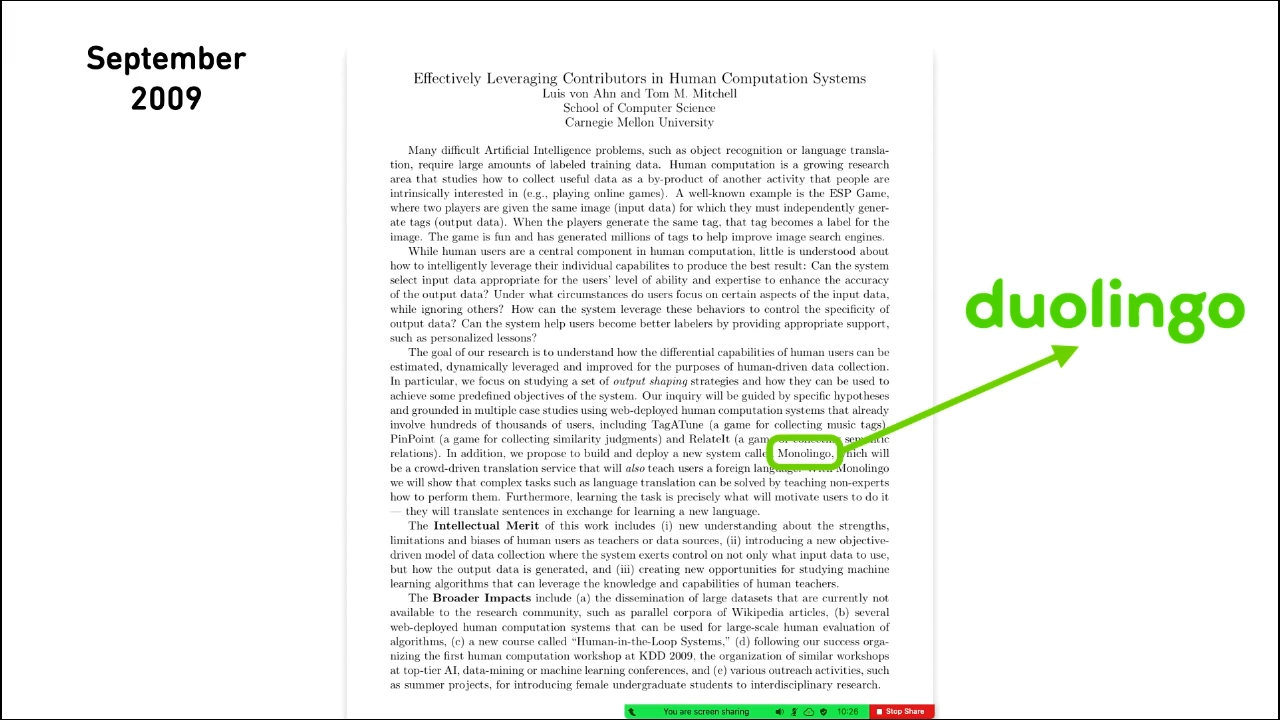 September
2009
Effectively Leveraging Contributors in Human Computation Systems
Luis von Ahn and Tom M. Mitchell
School of Computer Science
Carnegie Mellon University
Many difficult Artificial Intelligence problems, such as object recognition or language transla-
tion, require large amounts of labeled training data. Human computation is a growing research
area that studies how to collect useful data as a by-product of another activity that people are
intrinsically interested in (e.g., playing online games). A well-known example is the ESP Game,
where two players are given the same image (input data) for which they must independently gener-
ate tags (output data). When the players generate the same tag, that tag becomes a label for the
image. The game is fun and has generated millions of tags to help improve image search engines.
While human users are a central component in human computation, little is understood about
how to intelligently leverage their individual capabilites to produce the best result: Can the system
select input data appropriate for the users' level of ability and expertise to enhance the accuracy
of the output data? Under what circumstances do users focus on certain aspects of the input data,
while ignoring others? How can the system leverage these behaviors to control the specificity of
output data? Can the system help users become better labelers by providing appropriate support,
such as personalized lessons?
The goal of our research is to understand how the differential capabilities of human users can be
estimated, dynamically leveraged and improved for the purposes of human-driven data collection.
In particular, we focus on studying a set of output shaping strategies and how they can be used to
achieve some predefined objectives of the system. Our inquiry will be guided by specific hypotheses
and grounded in multiple case studies using web-deployed human computation systems that already
involve hundreds of thousands of users, including TagATune (a game for collecting music tags),
PinPoint (a game for collecting similarity judgments) and RelateIt (a game
relations). In addition, we propose to build and deploy a new system Monolingo, will
be a crowd-driven translation service that will also teach users a foreign Monolingo
we will show that complex tasks such as language translation can be solved by teaching non-experts
how to perform them. Furthermore, learning the task is precisely what will motivate users to do it
— they will translate sentences in exchange for learning a new language.
The Intellectual Merit of this work includes (i) new understanding about the strengths,
limitations and biases of human users as teachers or data sources, (ii) introducing a new objective-
driven model of data collection where the system exerts control on not only what input data to use,
but how the output data is generated, and (iii) creating new opportunities for studying machine
learning algorithms that can leverage the knowledge and capabilities of human teachers.
The Broader Impacts include (a) the dissemination of large datasets that are currently not
available to the research community, such as parallel corpora of Wikipedia articles, (b) several
web-deployed human computation systems that can be used for large-scale human evaluation of
algorithms, (c) a new course called “Human-in-the-Loop Systems,” (d) following our success orga-
nizing the first human computation workshop at KDD 2009, the organization of similar workshops
at top-tier AI, data-mining or machine learning conferences, and (e) various outreach activities, such
as summer projects, for introducing female undergraduate students to interdisciplinary research.
duolingo
You are screen sharing 10:26 Stop Share